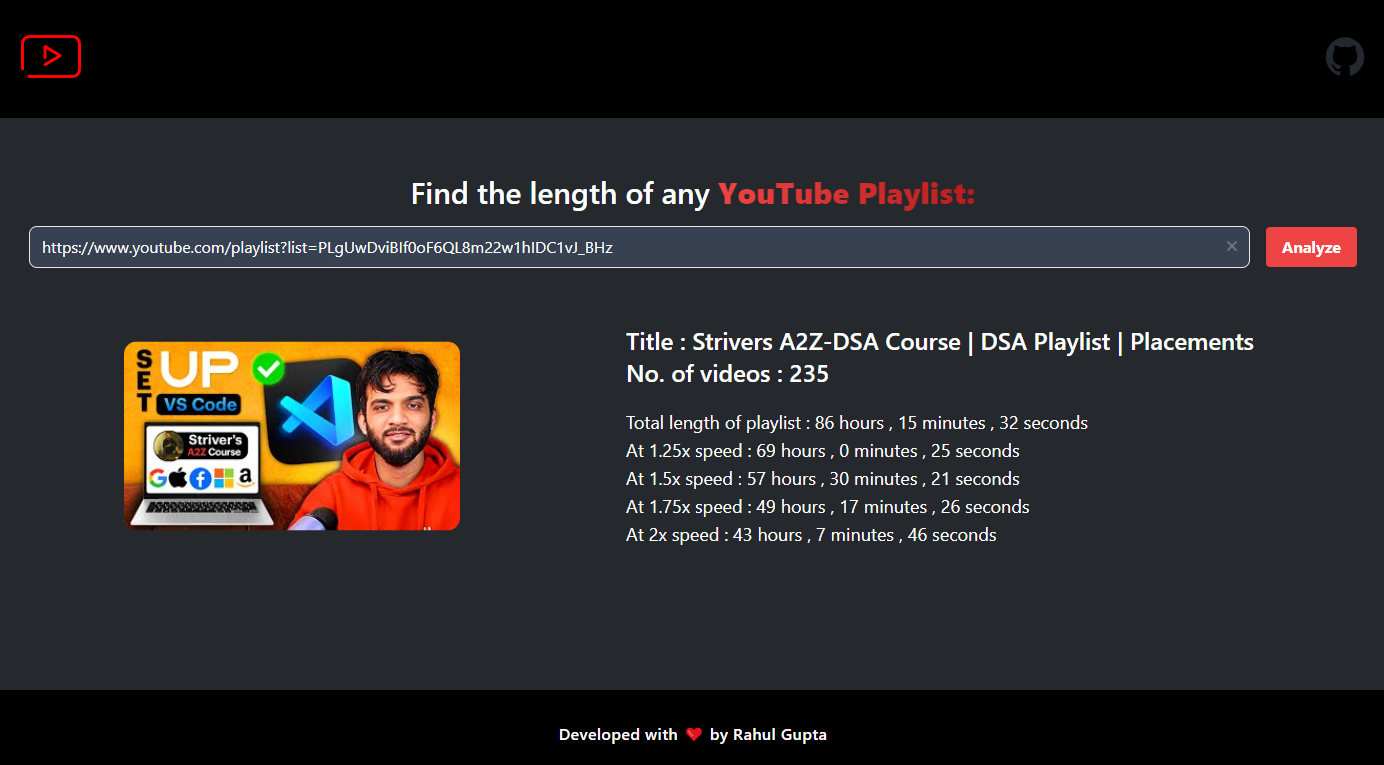 Find the length of any YouTube Playlist:
https://www.youtube.com/playlist?list=PLgUwDviBIf0oF6QL8m22w1hIDC1vJ_BHz
Analyze
SET UP
VS Code
Striver's
A2Z Course
Title : Strivers A2Z-DSA Course | DSA Playlist | Placements
No. of videos : 235
Total length of playlist : 86 hours , 15 minutes , 32 seconds
At 1.25x speed : 69 hours , 0 minutes , 25 seconds
At 1.5x speed : 57 hours , 30 minutes , 21 seconds
At 1.75x speed : 49 hours , 17 minutes , 26 seconds
At 2x speed : 43 hours , 7 minutes , 46 seconds
Developed with ❤ by Rahul Gupta